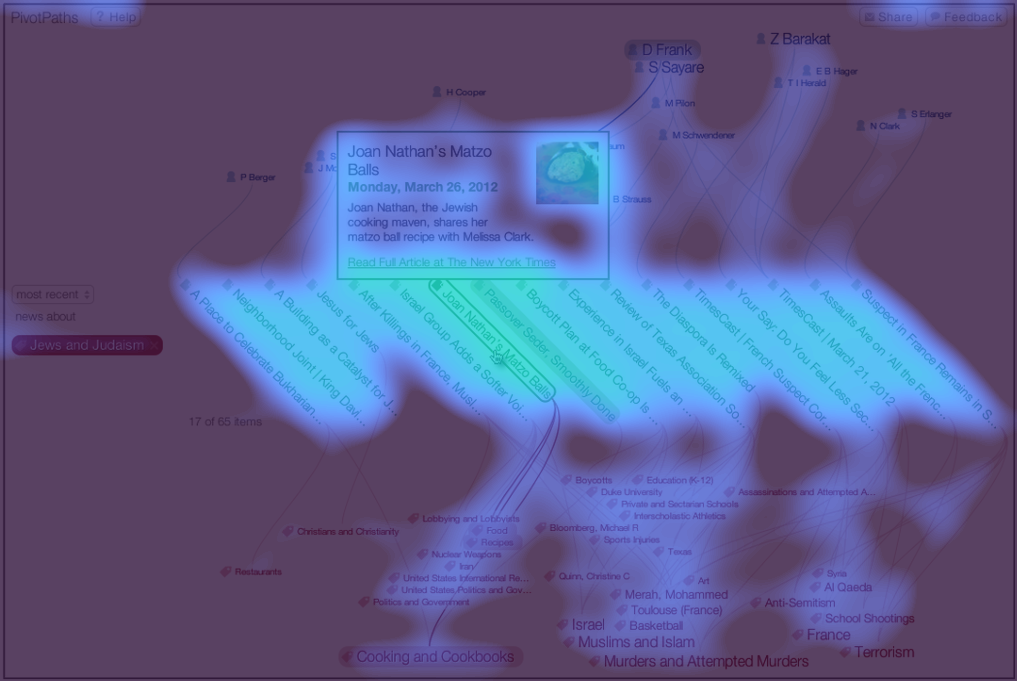 PivotPaths
? Help
Share
Feedback
D Frank
S Sayare
Z Barakat
E B Hager
T I Herald
H Cooper
M Pilon
S Erlanger
N Clark
M Schwendener
P Berger
B Strauss
Joan Nathan's Matzo
Balls
Monday, March 26, 2012
Joan Nathan, the Jewish
cooking maven, shares her
matzo ball recipe with Melissa Clark.
Read Full Article at The New York Times
most recent
news about
Jews and Judaism
17 of 65 items
A Place to Celebrate Bukharian...
Neighborhood Joint | King Davi...
A Building as a Catalyst for J...
Jesus for Jews
After Killings in France, Musl...
Israel Group Adds a Softer Voi...
Joan Nathan's Matzo Balls
Passover Seder, Smoothly Done
Boycott Plan at Food Co-op Is ...
Experience in Israel Fuels an ...
Review of Texas Association So...
The Diaspora Is Remixed
TimesCast | French Suspect Cor...
Your Say: Do You Feel Less Sec...
TimesCast | March 21, 2012
Assaults Are on 'All the Frenc...
Suspect in France Remains in S...
Boycotts
Education (K-12)
Duke University
Assassinations and Attempted A...
Private and Sectarian Schools
Interscholastic Athletics
Lobbying and Lobbyists
Bloomberg, Michael R
Christians and Christianity
Food
Sports Injuries
Recipes
Texas
Nuclear Weapons
Iran
Restaurants
United States International Re...
Quinn, Christine C
Art
Syria
United States Politics and Gov...
Al Qaeda
Merah, Mohammed
Politics and Government
Anti-Semitism
Toulouse (France)
School Shootings
Israel
Basketball
France
Muslims and Islam
Terrorism
Cooking and Cookbooks
Murders and Attempted Murders